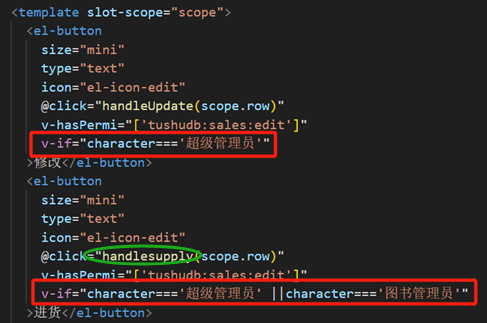 <template slot-scope="scope">
<el-button
size="mini"
type="text"
icon="el-icon-edit"
@click="handleUpdate(scope.row)"
v-hasPermi="['tushudb:sales:edit']"
v-if="character==='超级管理员'"
>修改</el-button>
<el-button
size="mini"
type="text"
icon="el-icon-edit"
@click="handlesupply(scope.row)"
v-hasPermi="['tushudb:sales:edit']"
v-if="character==='超级管理员' ||character==='图书管理员'"
>进货</el-button>